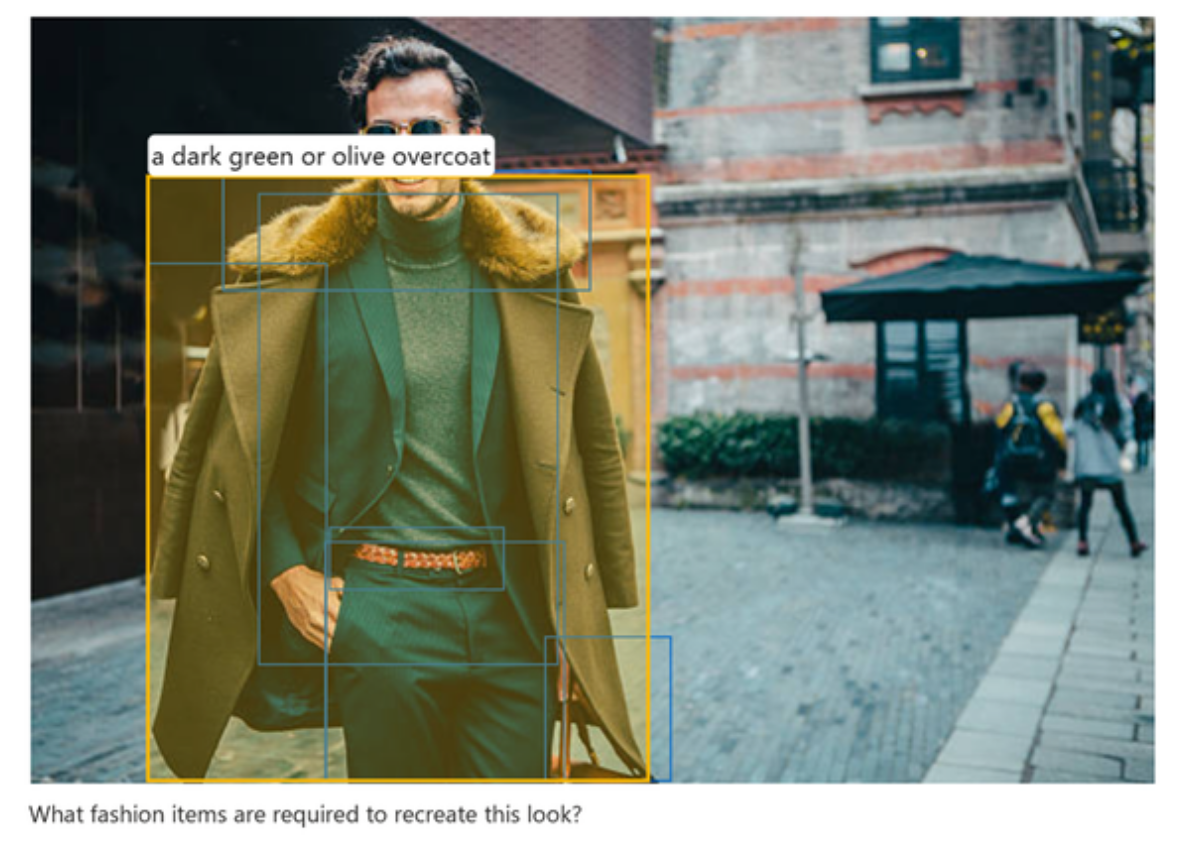 a dark green or olive overcoat
What fashion items are required to recreate this look?